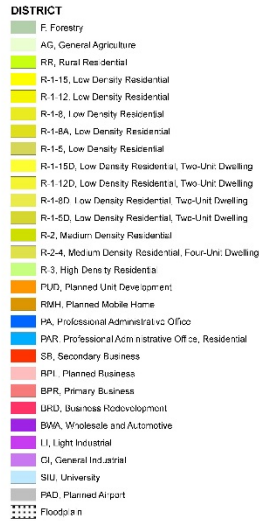 DISTRICT
F, Forestry
AG, General Agriculture
RR, Rural Residential
R-1-15, Low Density Residential
R-1-12, Low Density Residential
R-1-8, Low Density Residential
R-1-8A, Low Density Residential
R-1-5, Low Density Residential
R-1-15D, Low Density Residential, Two-Unit Dwelling
R-1-12D, Low Density Residential, Two-Unit Dwelling
R-1-8D, Low Density Residential, Two-Unit Dwelling
R-1-5D, Low Density Residential, Two-Unit Dwelling
R-2, Medium Density Residential
R-2-4, Medium Density Residential, Four-Unit Dwelling
R-3, High Density Residential
PUD, Planned Unit Development
RMH, Planned Mobile Home
PA, Professional Administrative Office
PAR, Professional Administrative Office, Residential
SB, Secondary Business
BPL, Planned Business
BPR, Primary Business
BRD, Business Redevelopment
BWA, Wholesale and Automotive
LI, Light Industrial
GI, General Industrial
SIU, University
PAD, Planned Airport
Floodplain